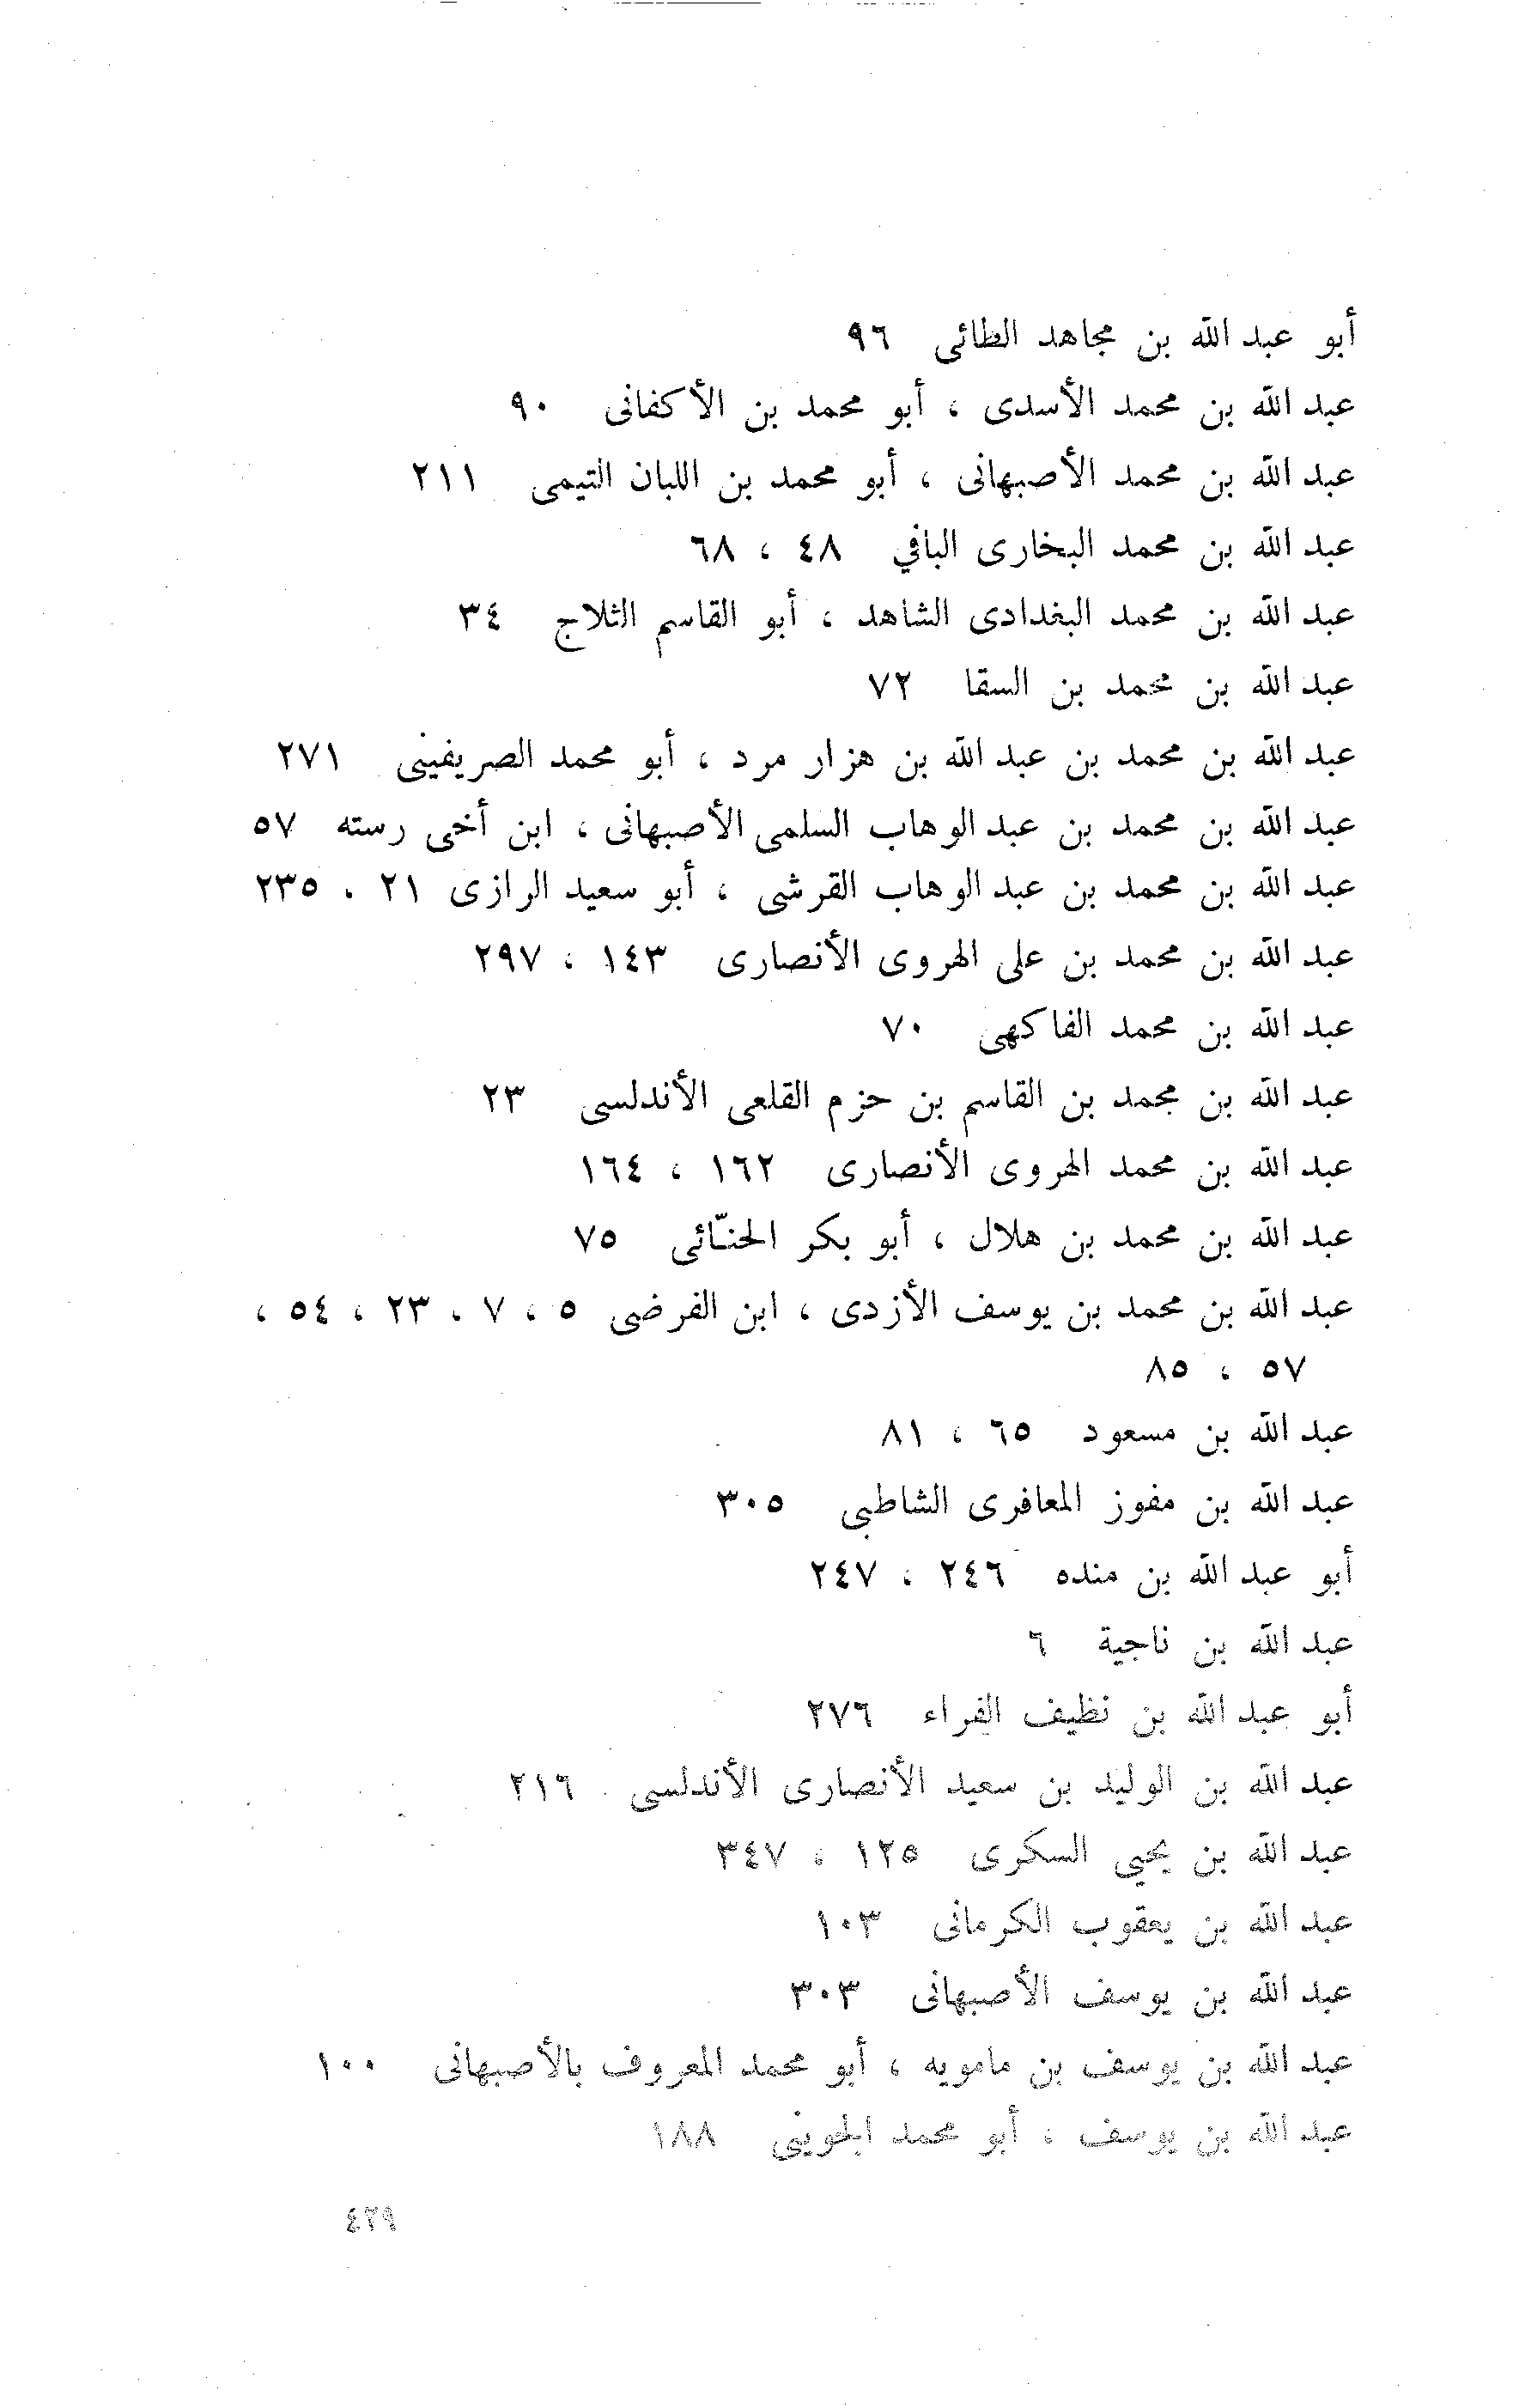 أبو عبد الله بن مجاهد الطائى ٩٦
عبد الله بن محمد الأسدى ، أبو محمد بن الأكفانى ٩٠
عبد الله بن محمد الأصبهانى ، أبو محمد بن اللبان التيمى ٢١١
عبد الله بن محمد البخارى البافي ٤٨ ، ٦٨
عبد الله بن محمد البغدادى الشاهد ، أبو القاسم الثلاج ٣٤
عبد الله بن محمد بن السقا ٧٢
عبد الله بن محمد بن عبد الله بن هزار مرد ، أبو محمد الصريفينى ٢٧١
عبد الله بن محمد بن عبد الوهاب السلمى الأصبهانى ، ابن أخى رسته ٥٧
عبد الله بن محمد بن عبد الوهاب القرشى ، أبو سعيد الرازى ٢١ ، ٢٣٥
عبد الله بن محمد بن على الهروى الأنصارى ١٤٣ ، ٢٩٧
عبد الله بن محمد الفاكهى ٧٠
عبد الله بن محمد بن القاسم بن حزم القلعى الأندلسى ٢٣
عبد الله بن محمد الهروى الأنصارى ١٦٢ ، ١٦٤
عبد الله بن محمد بن هلال ، أبو بكر الحنّائى ٧٥
عبد الله بن محمد بن يوسف الأزدى ، ابن الفرضى ٥ ، ٧ ، ٢٣ ، ٥٤ ،
٥٧ ، ٨٥
عبد الله بن مسعود ٦٥ ، ٨١
عبد الله بن مفوز المعافرى الشاطبى ٣٠٥
أبو عبد الله بن منده ٢٤٦ ، ٢٤٧
عبد الله بن ناجية ٦
أبو عبد الله بن نظيف الفراء ٢٧٦
عبد الله بن الوليد بن سعيد الأنصارى الأندلسى ٢١٦
عبد الله بن يحيى السكرى ١٢٥ ، ٣٤٧
عبد الله بن يعقوب الكرمانى ١٠٣
عبد الله بن يوسف الأصبهانى ٣٠٣
عبد الله بن يوسف بن مامويه ، أبو محمد المعروف بالأصبهانى ١٠٠
عبد الله بن يوسف ، أبو محمد الجوينى ١٨٨
٤٢٩